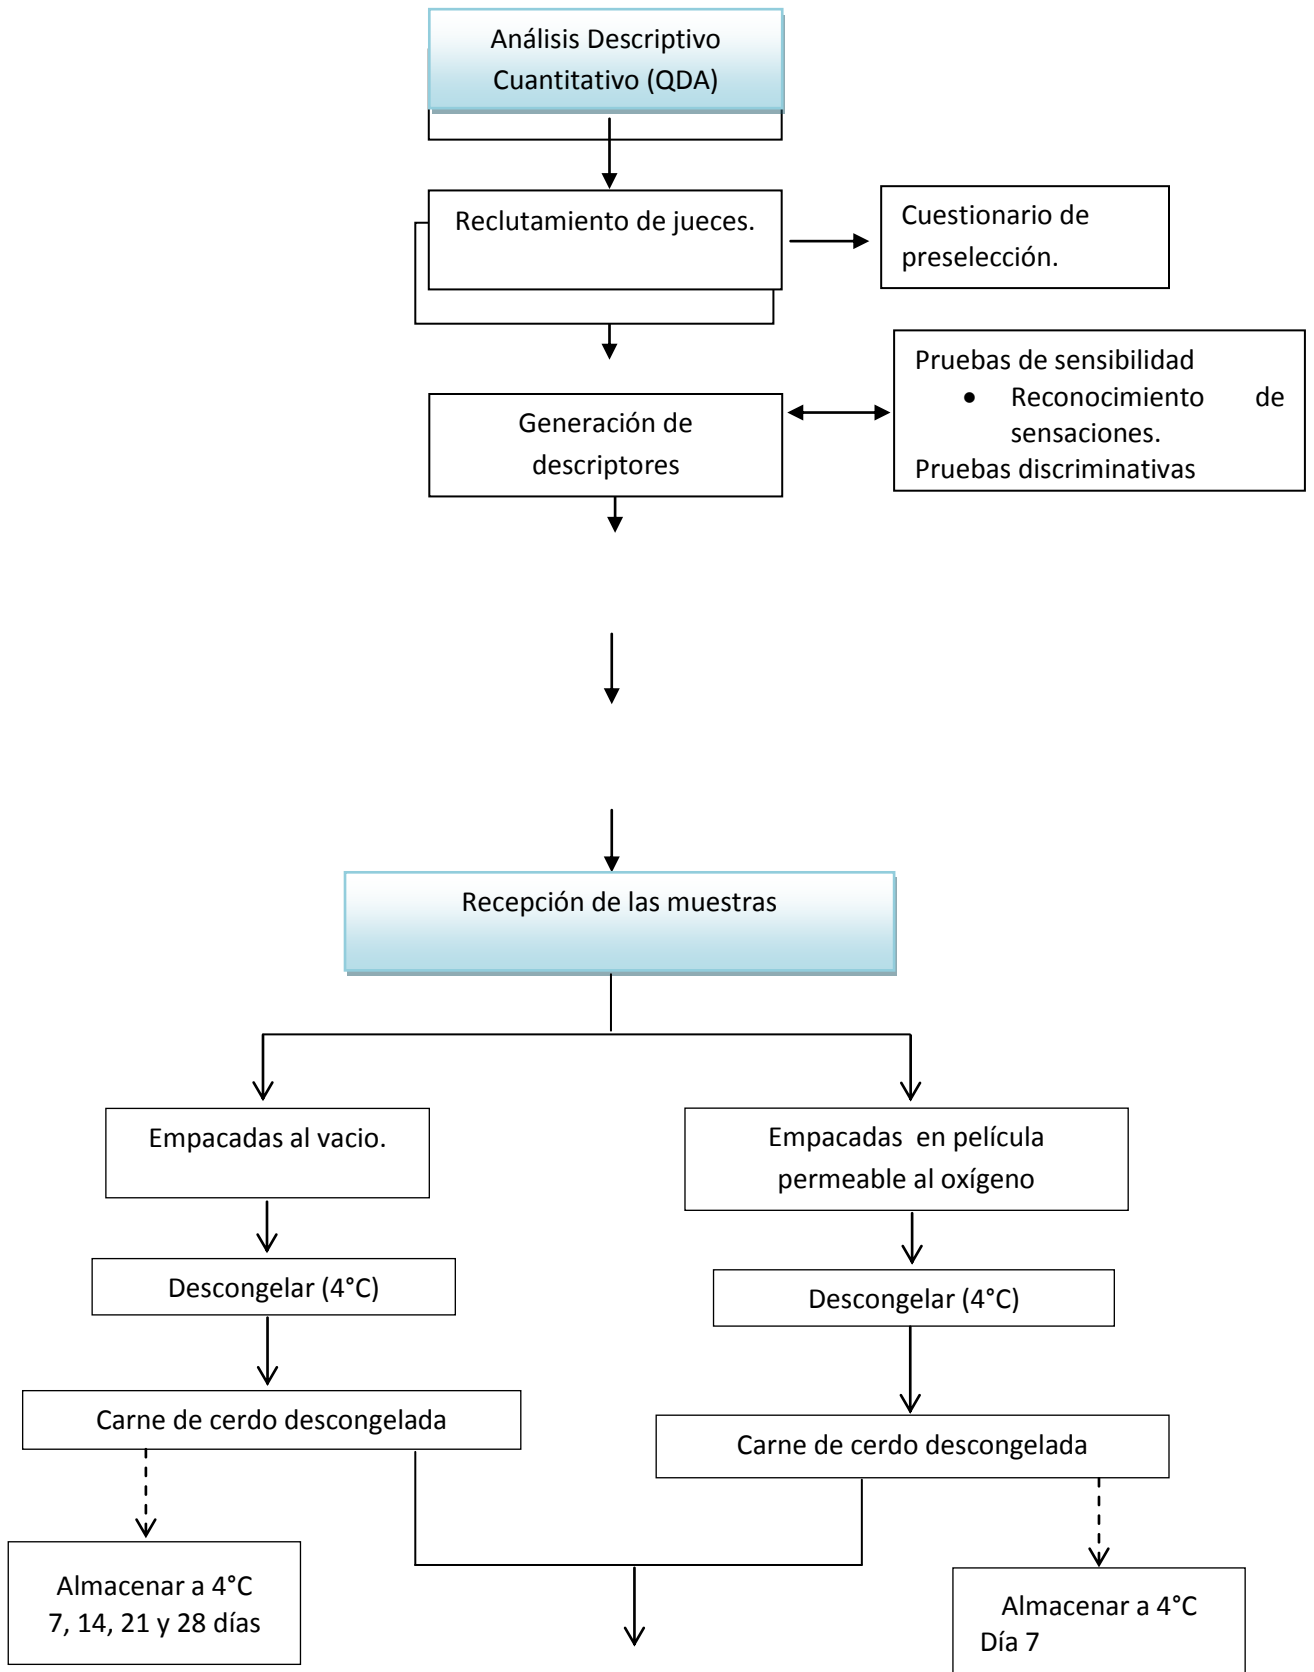 Análisis Descriptivo
Cuantitativo (QDA)
Reclutamiento de jueces.
Cuestionario de
preselección.
Generación de
descriptores
Pruebas de sensibilidad
• Reconocimiento de
sensaciones.
Pruebas discriminativas
Recepción de las muestras
Empacadas al vacio.
Empacadas en película
permeable al oxígeno
Descongelar (4°C)
Descongelar (4°C)
Carne de cerdo descongelada
Carne de cerdo descongelada
Almacenar a 4°C
7, 14, 21 y 28 días
Almacenar a 4°C
Día 7